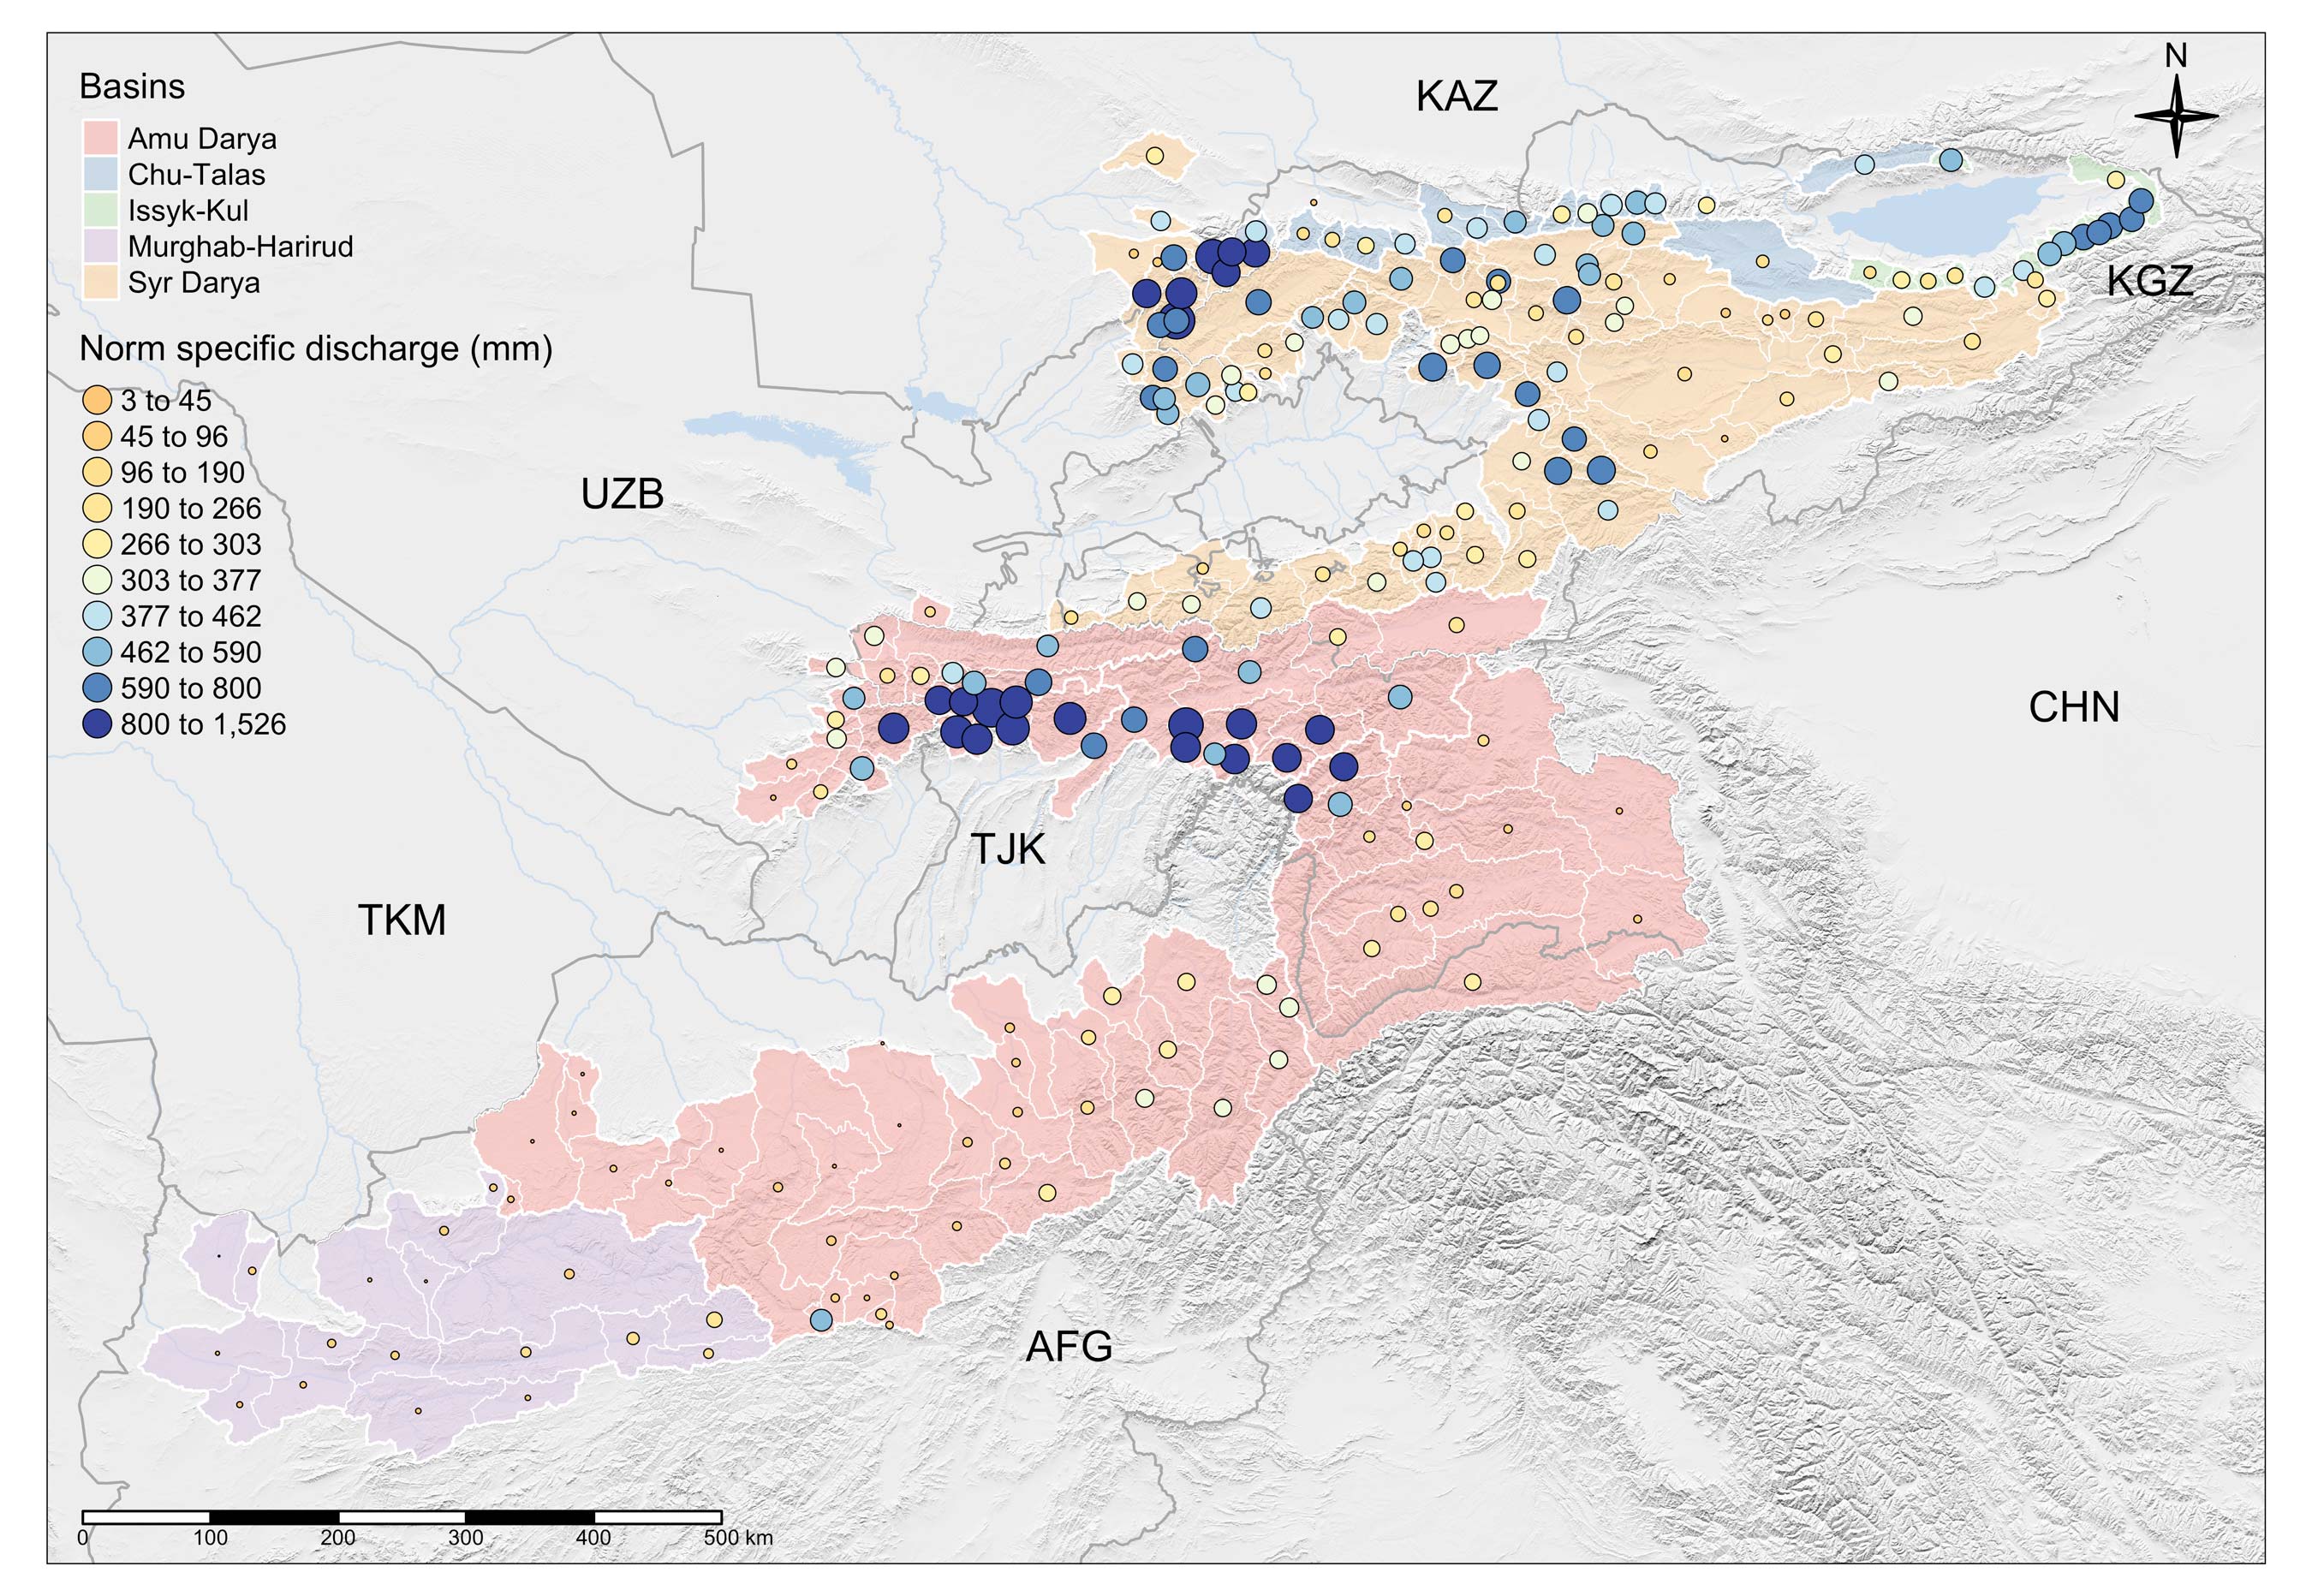 Basins
Amu Darya
Chu-Talas
Issyk-Kul
Murghab-Harirud
Syr Darya
Norm specific discharge (mm)
3 to 45
45 to 96
96 to 190
190 to 266
266 to 303
303 to 377
377 to 462
462 to 590
590 to 800
800 to 1,526
N
KAZ
KGZ
UZB
CHN
TJK
TKM
AFG
0 100 200 300 400 500 km